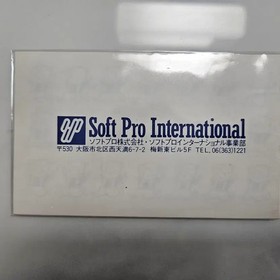 Soft Pro International
ソフトプロ株式会社・ソフトプロインターナショナル事業部
〒530 大阪市北区西天満6-7-2 梅新東ビル5F TEL.06(363)1221